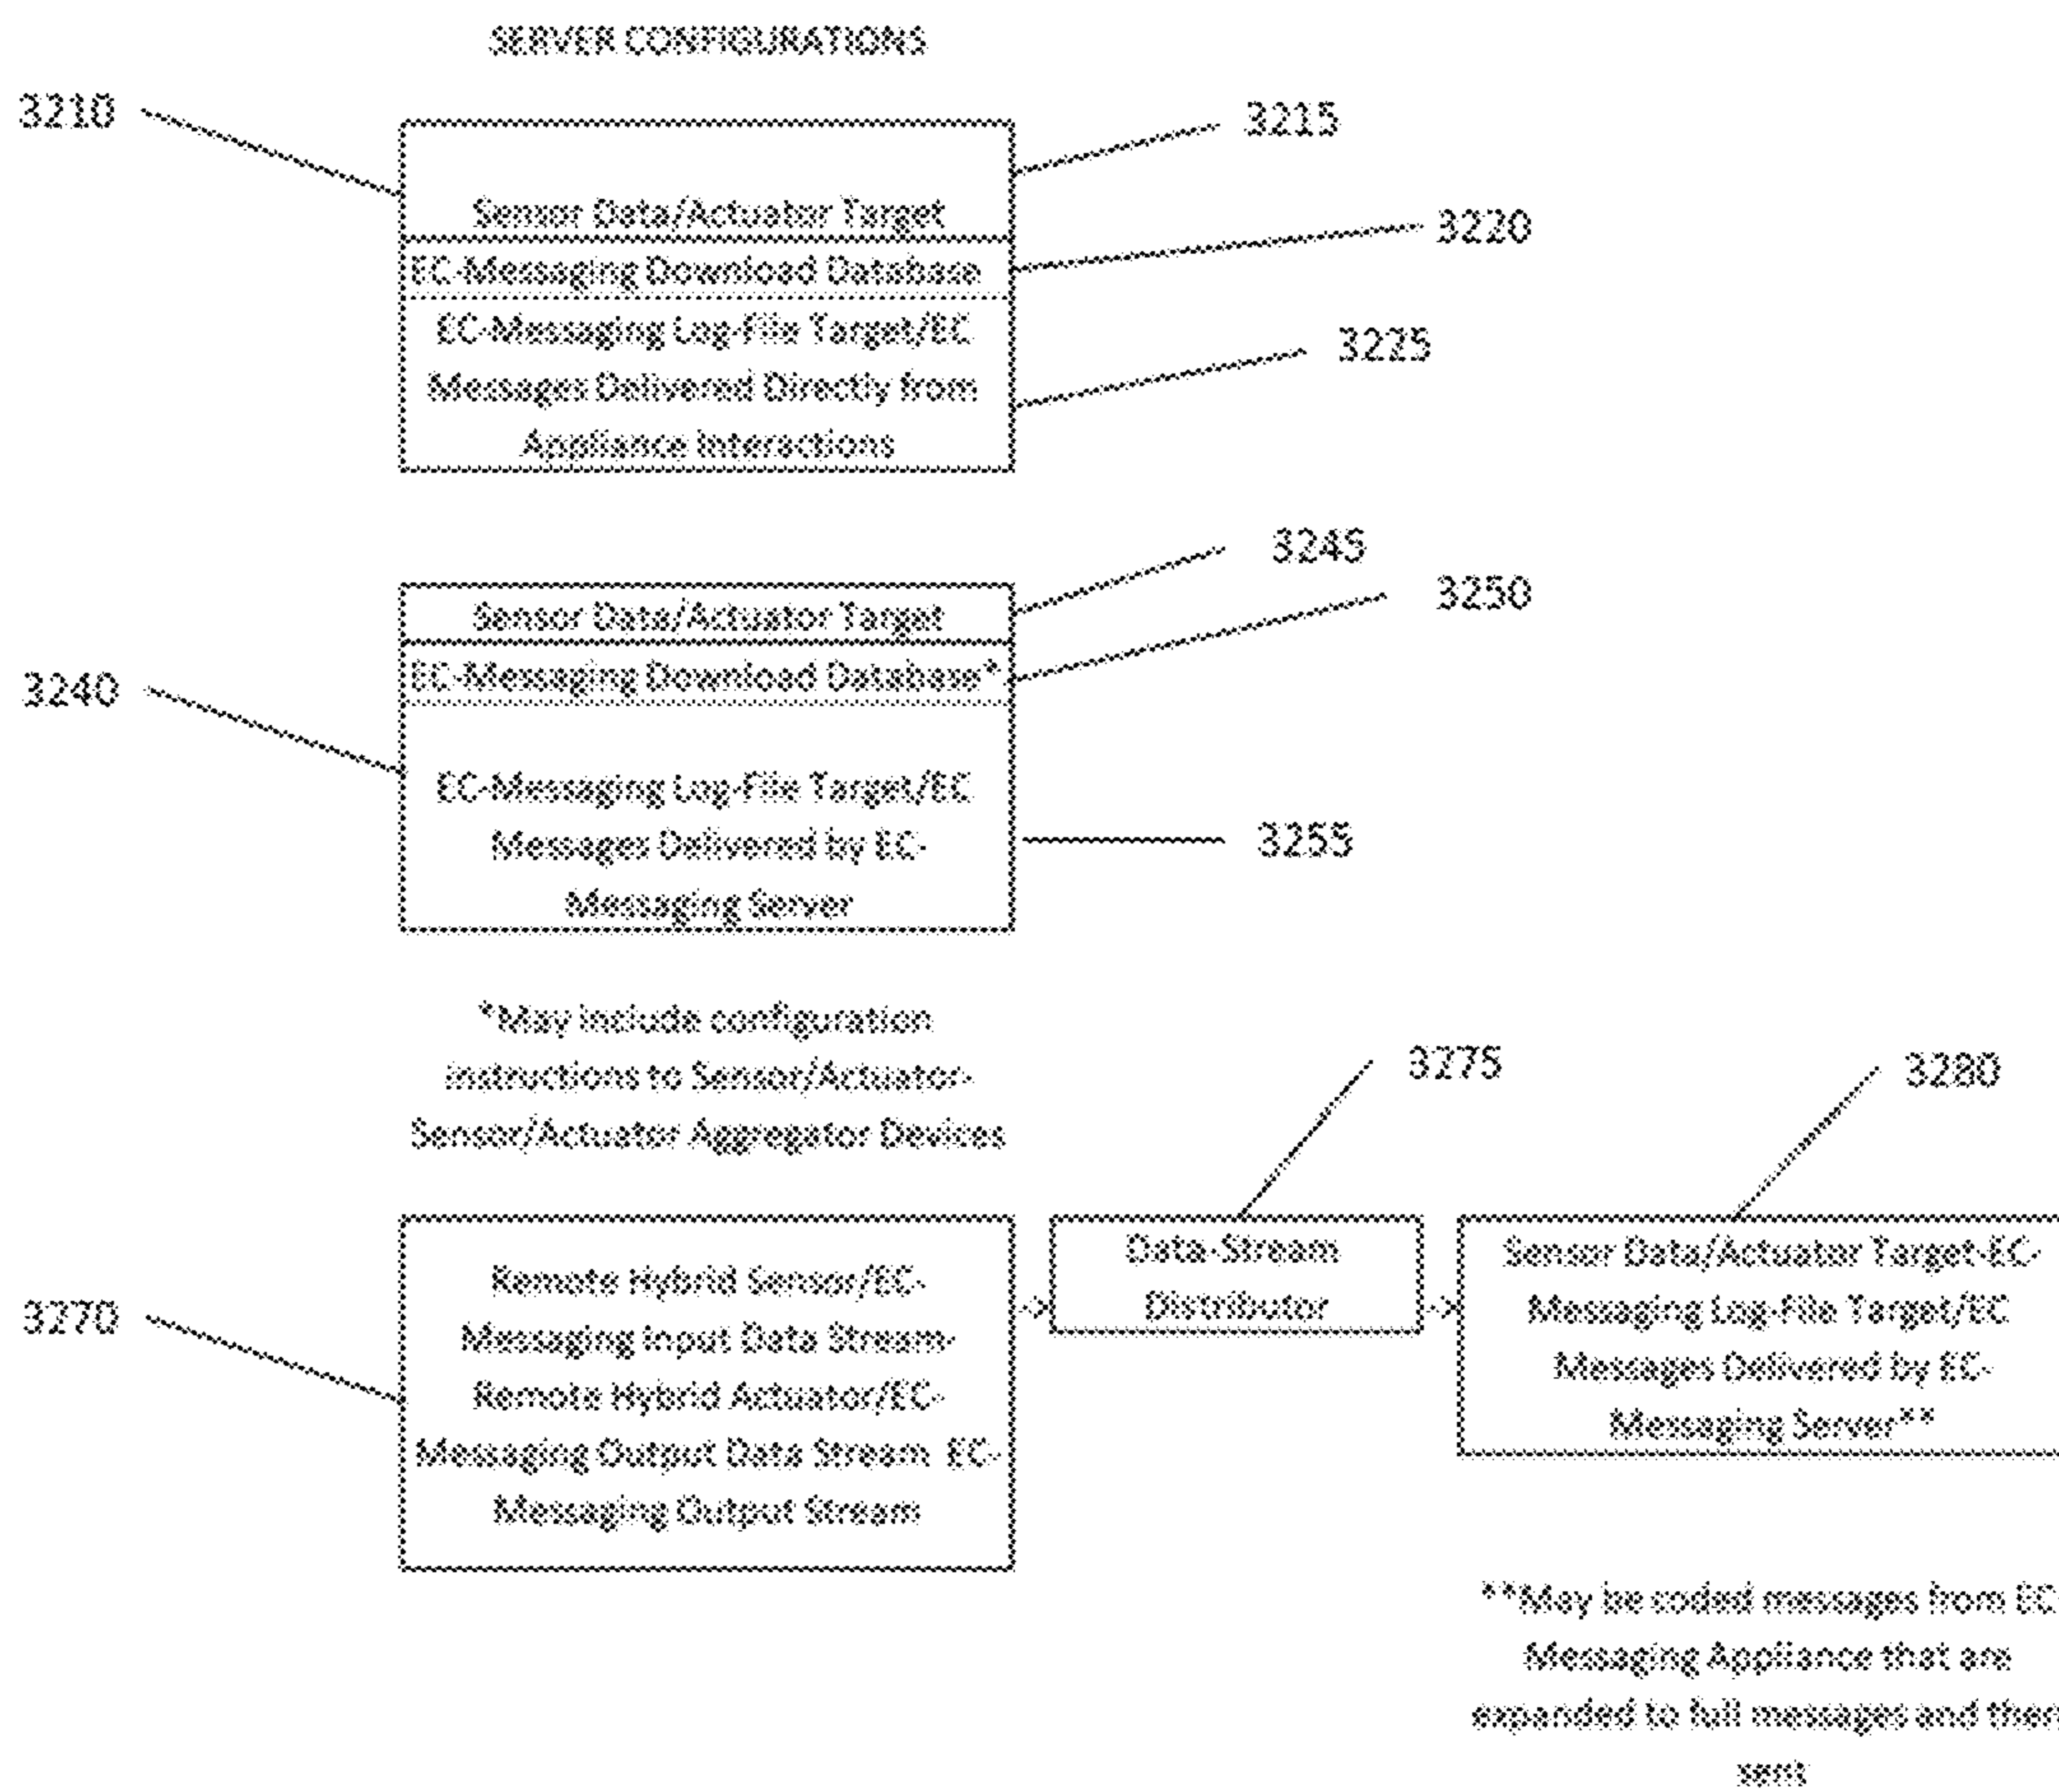 SERVER CONFIGURATIONS
3210
3215
Sensor Data/Actuator Target
3220
EC-Messaging Download Database
EC-Messaging Log-File Target/EC
3225
Messages Delivered Directly from
Appliance Interactions
3245
Sensor Data/Actuator Target
3250
EC-Messaging Download Database*
3240
EC-Messaging Log-File Target/EC
Messages Delivered by EC-
3255
Messaging Server
*May include configuration
instructions to Sensor/Actuator-
Sensor/Actuator Aggregator Devices
3275
3280
3270
Remote Hybrid Sensor/EC-
Messaging Input Data Stream-
Remote Hybrid Actuator/EC-
Messaging Output Data Stream EC-
Messaging Output Stream
Data-Stream
Distributor
Sensor Data/Actuator Target-EC-
Messaging Log-File Target/EC
Messages Delivered by EC-
Messaging Server**
**May be coded messages from EC
Messaging Appliance that are
expanded to full messages and then
sent